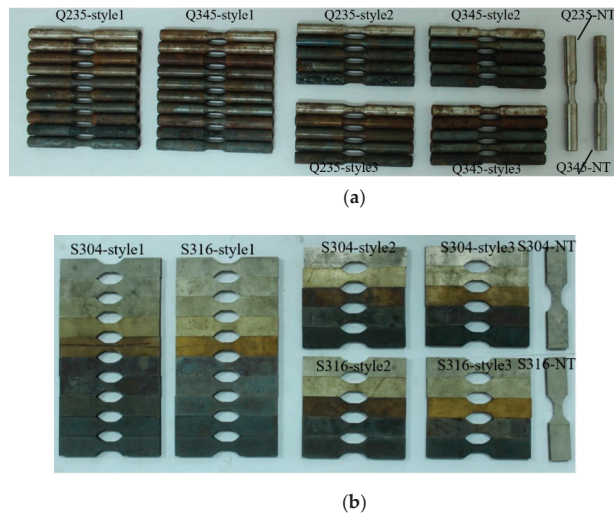 Q235-style1 Q345-style1 Q235-style2 Q345-style2 Q235-NT
Q235-style3 Q345-style3 Q345-NT
(a)
S304-style1 S316-style1 S304-style2 S304-style3 S304-NT
S316-style2 S316-style3 S316-NT
(b)